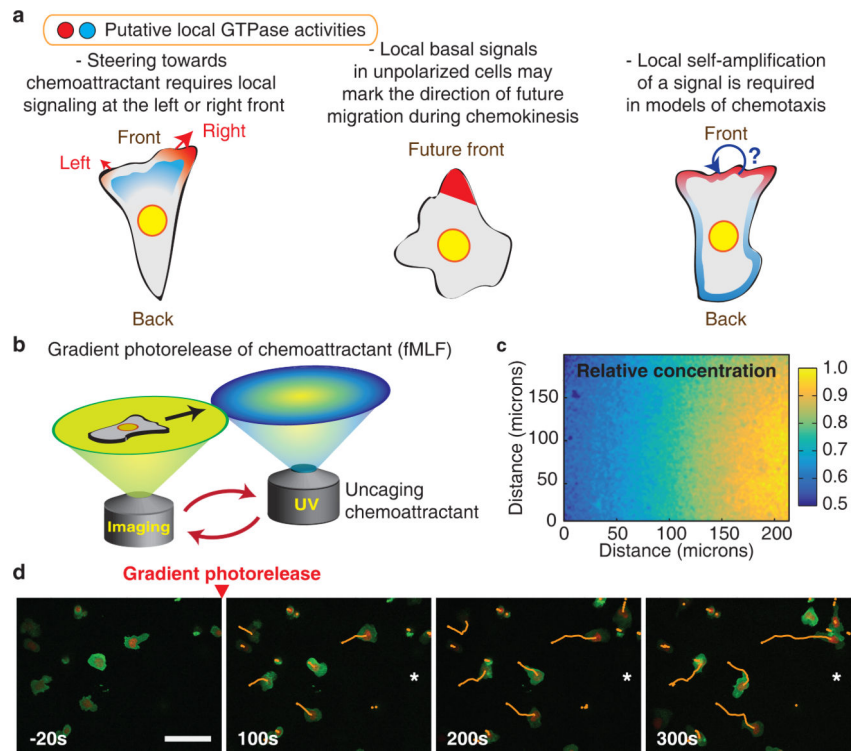 a
Putative local GTPase activities
- Steering towards
chemoattractant requires local
signaling at the left or right front
- Local basal signals
in unpolarized cells may
mark the direction of future
migration during chemokinesis
- Local self-amplification
of a signal is required
in models of chemotaxis
Front
Right
Left
Back
Future front
Front
?
Back
b
Gradient photorelease of chemoattractant (fMLF)
Imaging
UV
Uncaging
chemoattractant
c
Relative concentration
Distance (microns)
150
100
50
0
0 50 100 150 200
Distance (microns)
1.0
0.9
0.8
0.7
0.6
0.5
d
Gradient photorelease
-20s
*
100s
*
200s
*
300s